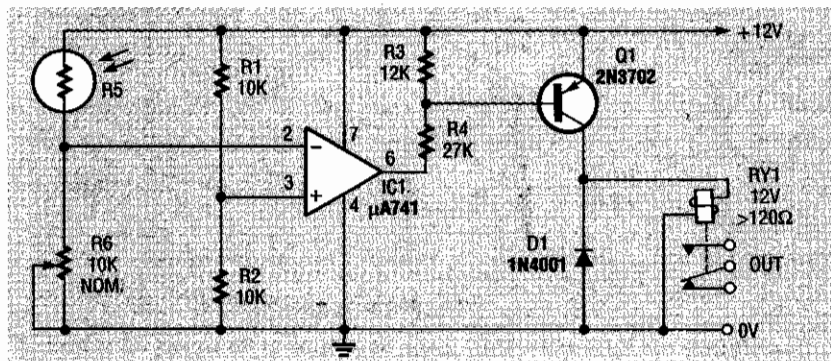 +12V
R5
R1
10K
R3
12K
Q1
2N3702
2
7
3
6
4
IC1
μA741
R4
27K
RY1
12V
>120Ω
R6
10K
NOM.
R2
10K
D1
1N4001
OUT
0V